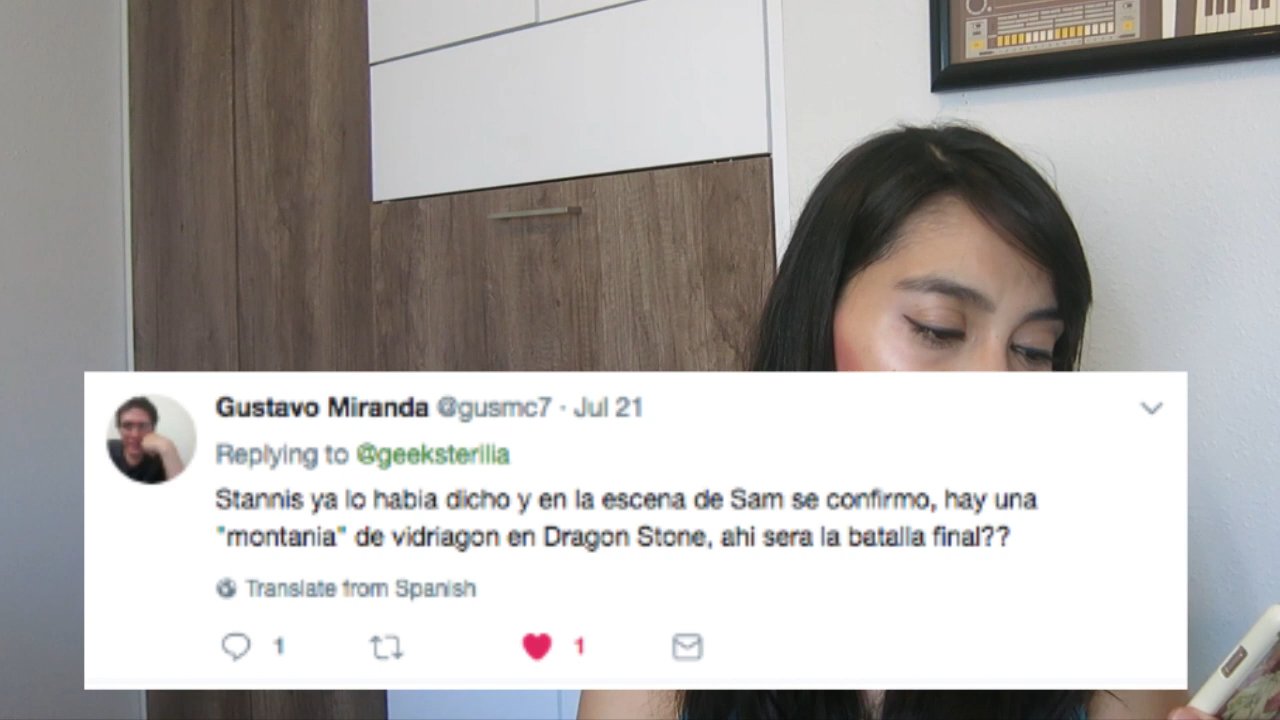 Gustavo Miranda @gusmc7 · Jul 21
Replying to @geeksterilia
Stannis ya lo habia dicho y en la escena de Sam se confirmo, hay una
"montania" de vidriagon en Dragon Stone, ahi sera la batalla final??
Translate from Spanish
1 1